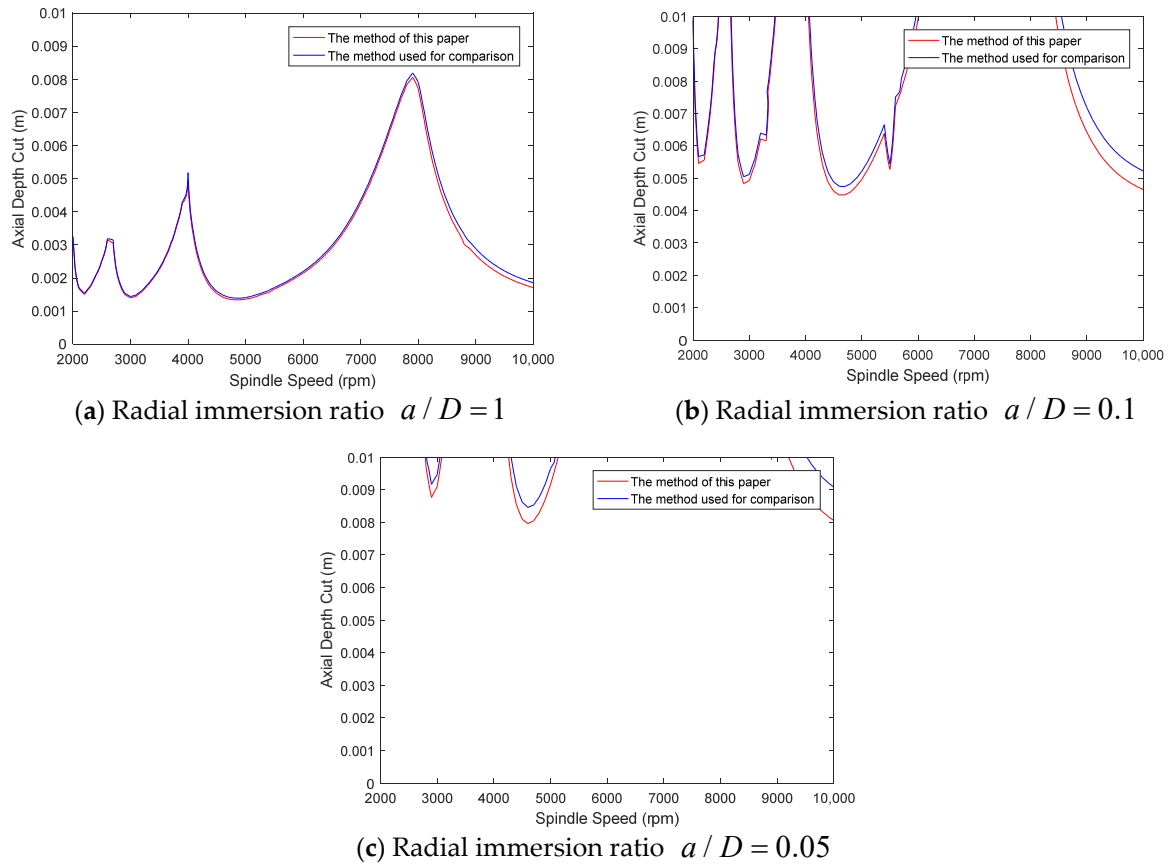 0.01
0.009
0.008
0.007
0.006
0.005
0.004
0.003
0.002
0.001
0
Axial Depth Cut (m)
The method of this paper
The method used for comparison
2000 3000 4000 5000 6000 7000 8000 9000 10,000
Spindle Speed (rpm)
(a) Radial immersion ratio a / D = 1
0.01
0.009
0.008
0.007
0.006
0.005
0.004
0.003
0.002
0.001
0
Axial Depth Cut (m)
The method of this paper
The method used for comparison
2000 3000 4000 5000 6000 7000 8000 9000 10,000
Spindle Speed (rpm)
(b) Radial immersion ratio a / D = 0.1
0.01
0.009
0.008
0.007
0.006
0.005
0.004
0.003
0.002
0.001
0
Axial Depth Cut (m)
The method of this paper
The method used for comparison
2000 3000 4000 5000 6000 7000 8000 9000 10,000
Spindle Speed (rpm)
(c) Radial immersion ratio a / D = 0.05